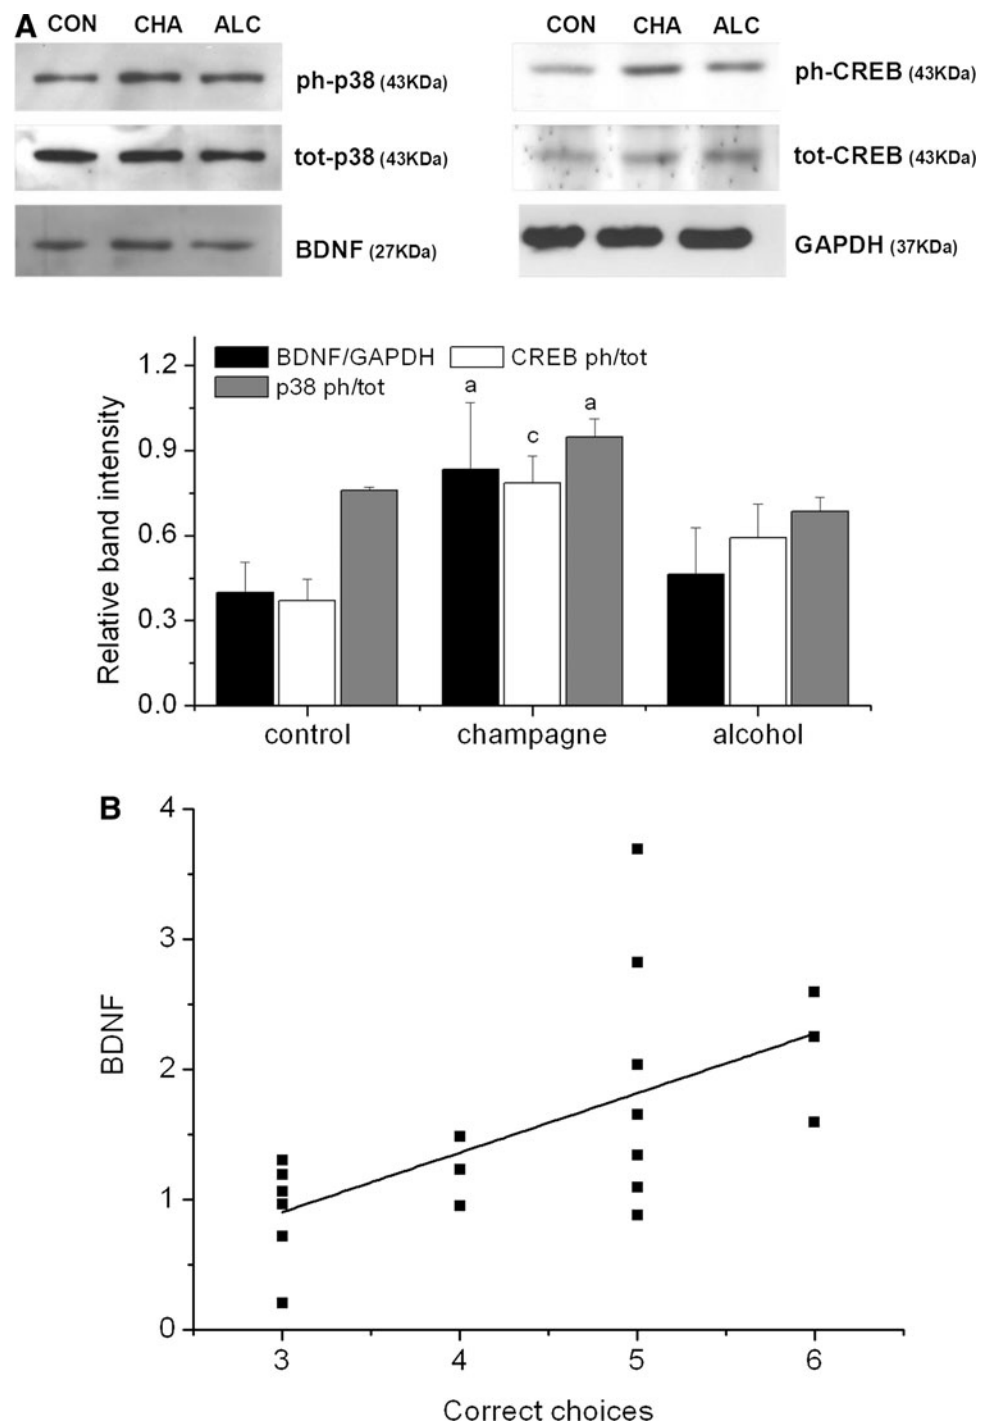 A
CON CHA ALC
ph-p38 (43KDa)
tot-p38 (43KDa)
BDNF (27KDa)
CON CHA ALC
ph-CREB (43KDa)
tot-CREB (43KDa)
GAPDH (37KDa)
BDNF/GAPDH CREB ph/tot
p38 ph/tot
a
c
a
1.2
0.9
0.6
0.3
0.0
Relative band intensity
control champagne alcohol
B
4
3
2
1
0
BDNF
3 4 5 6
Correct choices